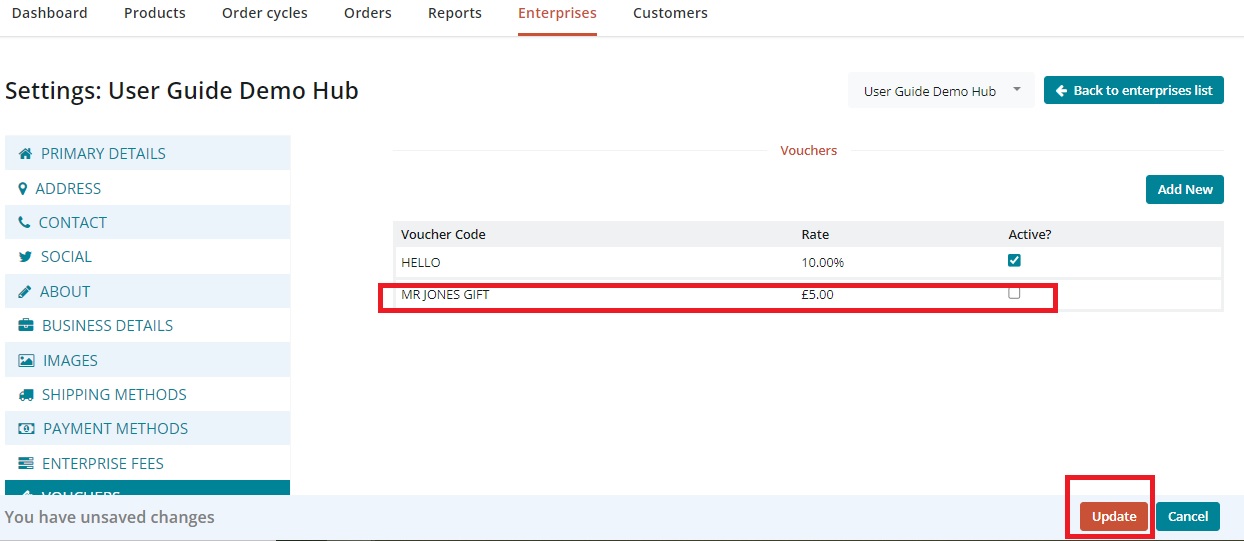 Dashboard Products Order cycles Orders Reports Enterprises Customers
Settings: User Guide Demo Hub
User Guide Demo Hub
Back to enterprises list
PRIMARY DETAILS
ADDRESS
CONTACT
SOCIAL
ABOUT
BUSINESS DETAILS
IMAGES
SHIPPING METHODS
PAYMENT METHODS
ENTERPRISE FEES
VOUCHERS
Vouchers
Add New
Voucher Code Rate Active?
HELLO 10.00%
MR JONES GIFT £5.00
You have unsaved changes
Update Cancel